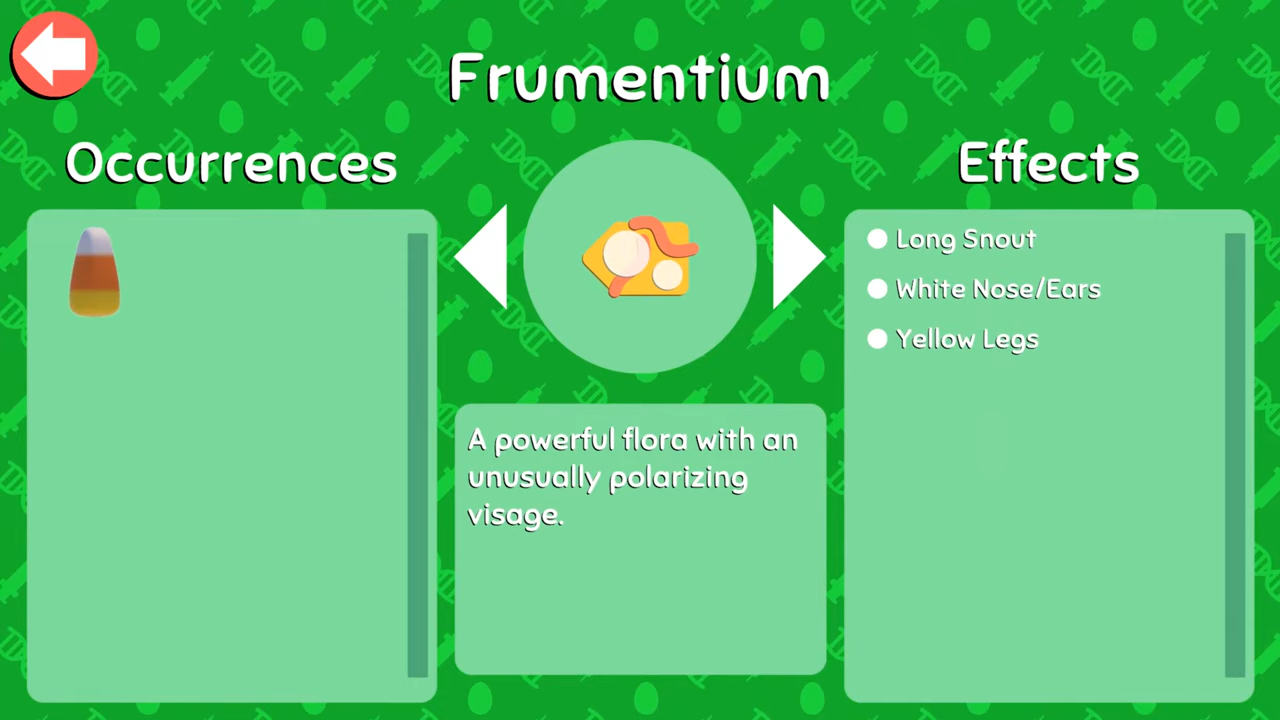 Frumentium
Occurrences
Effects
Long Snout
White Nose/Ears
Yellow Legs
A powerful flora with an
unusually polarizing
visage.